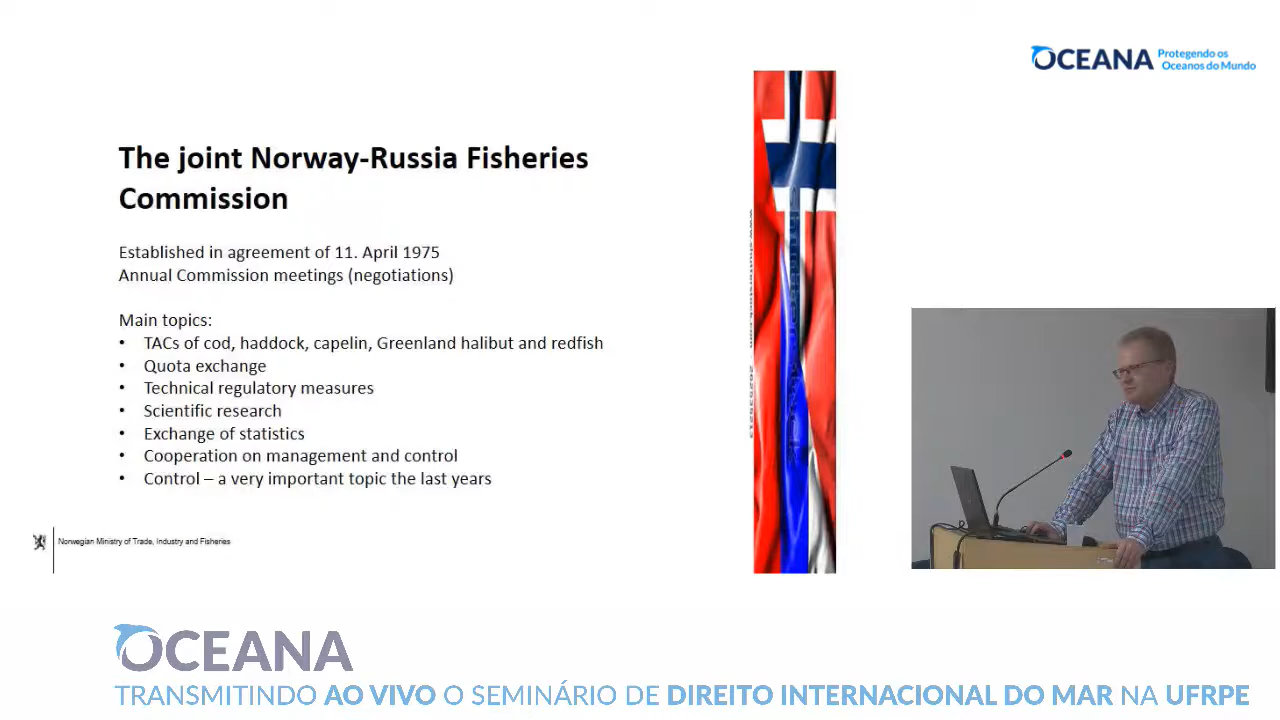 OCEANA Protegendo os
Oceanos do Mundo
The joint Norway-Russia Fisheries
Commission
Established in agreement of 11. April 1975
Annual Commission meetings (negotiations)
Main topics:
• TACs of cod, haddock, capelin, Greenland halibut and redfish
• Quota exchange
• Technical regulatory measures
• Scientific research
• Exchange of statistics
• Cooperation on management and control
• Control – a very important topic the last years
Norwegian Ministry of Trade, Industry and Fisheries
OCEANA
TRANSMITINDO AO VIVO O SEMINÁRIO DE DIREITO INTERNACIONAL DO MAR NA UFRPE